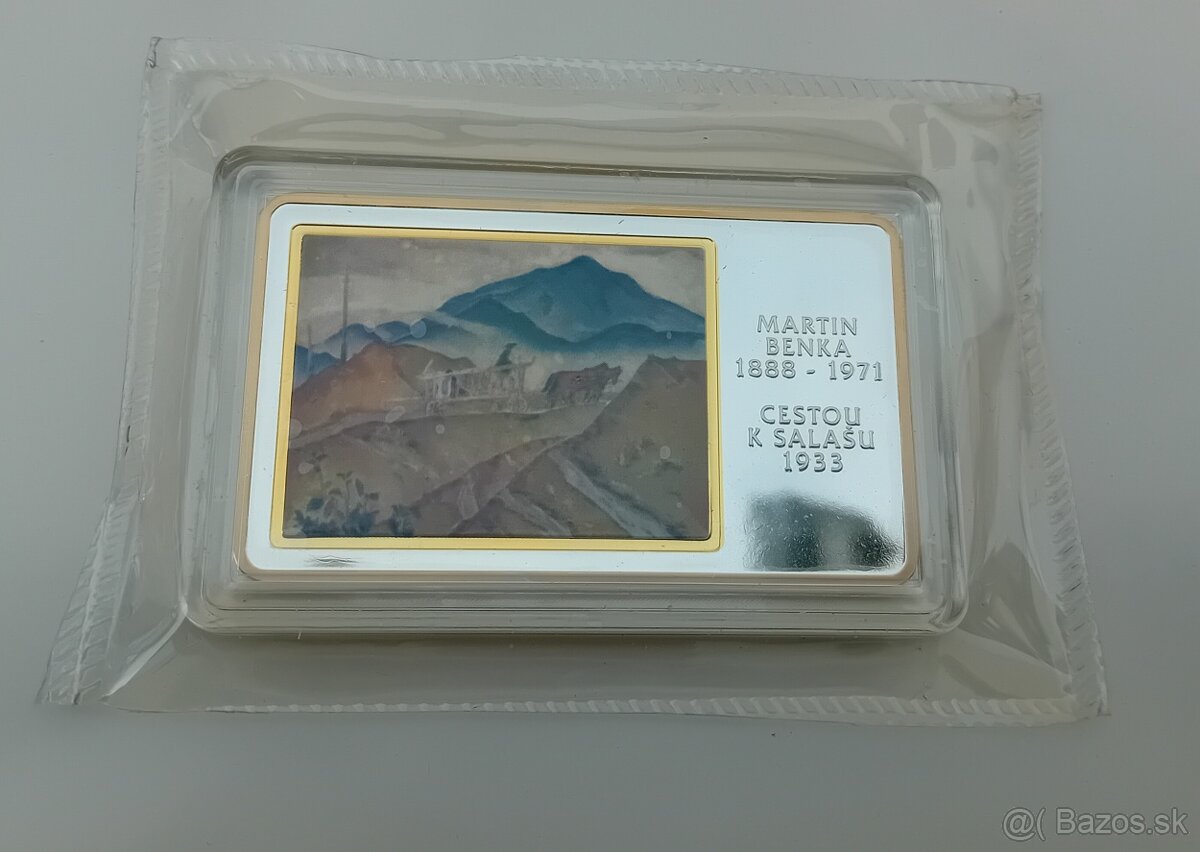 MARTIN
BENKA
1888 - 1971
CESTOU
K SALAŠU
1933
@( Bazos.sk